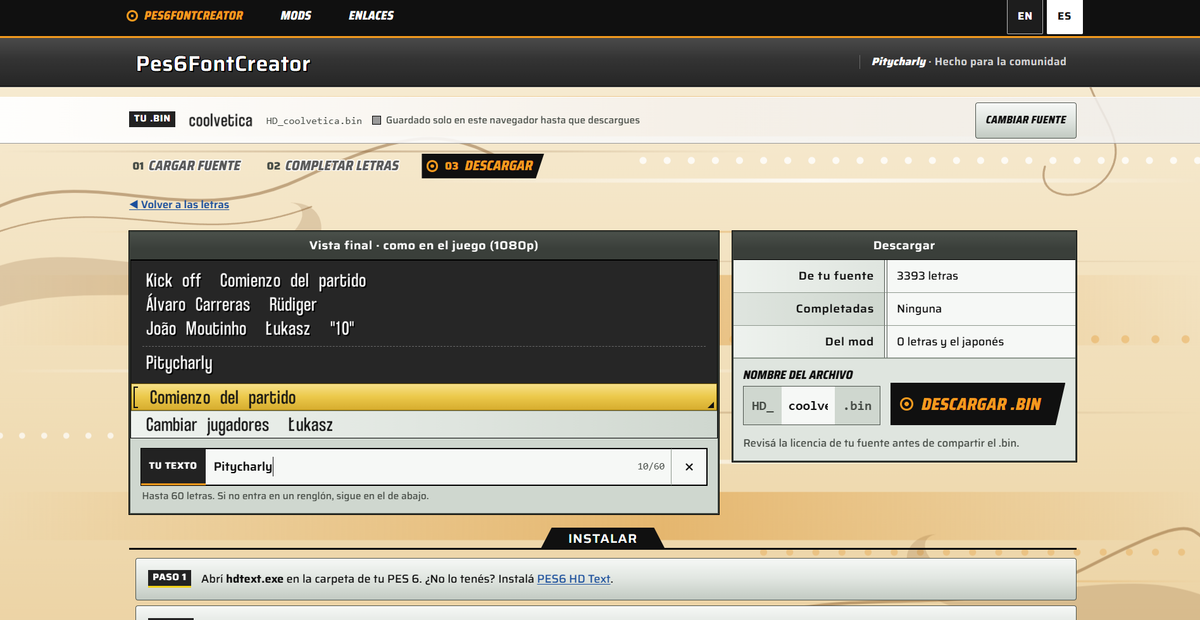 PES6FONTCREATOR MODS ENLACES EN ES
Pes6FontCreator
Pitycharly · Hecho para la comunidad
TU .BIN coolvetica HD_coolvetica.bin Guardado solo en este navegador hasta que descargues CAMBIAR FUENTE
01 CARGAR FUENTE 02 COMPLETAR LETRAS 03 DESCARGAR
Volver a las letras
Vista final · como en el juego (1080p)
Kick off Comienzo del partido
Álvaro Carreras Rüdiger
João Moutinho Łukasz "10"
Pitycharly
Comienzo del partido
Cambiar jugadores Łukasz
TU TEXTO Pitycharly 10/60 ×
Hasta 60 letras. Si no entra en un renglón, sigue en el de abajo.
Descargar
De tu fuente 3393 letras
Completadas Ninguna
Del mod 0 letras y el japonés
NOMBRE DEL ARCHIVO
HD_ .bin DESCARGAR .BIN
Revisá la licencia de tu fuente antes de compartir el .bin.
INSTALAR
PASO 1 Abrí hdtext.exe en la carpeta de tu PES 6. ¿No lo tenés? Instalá PES6 HD Text.